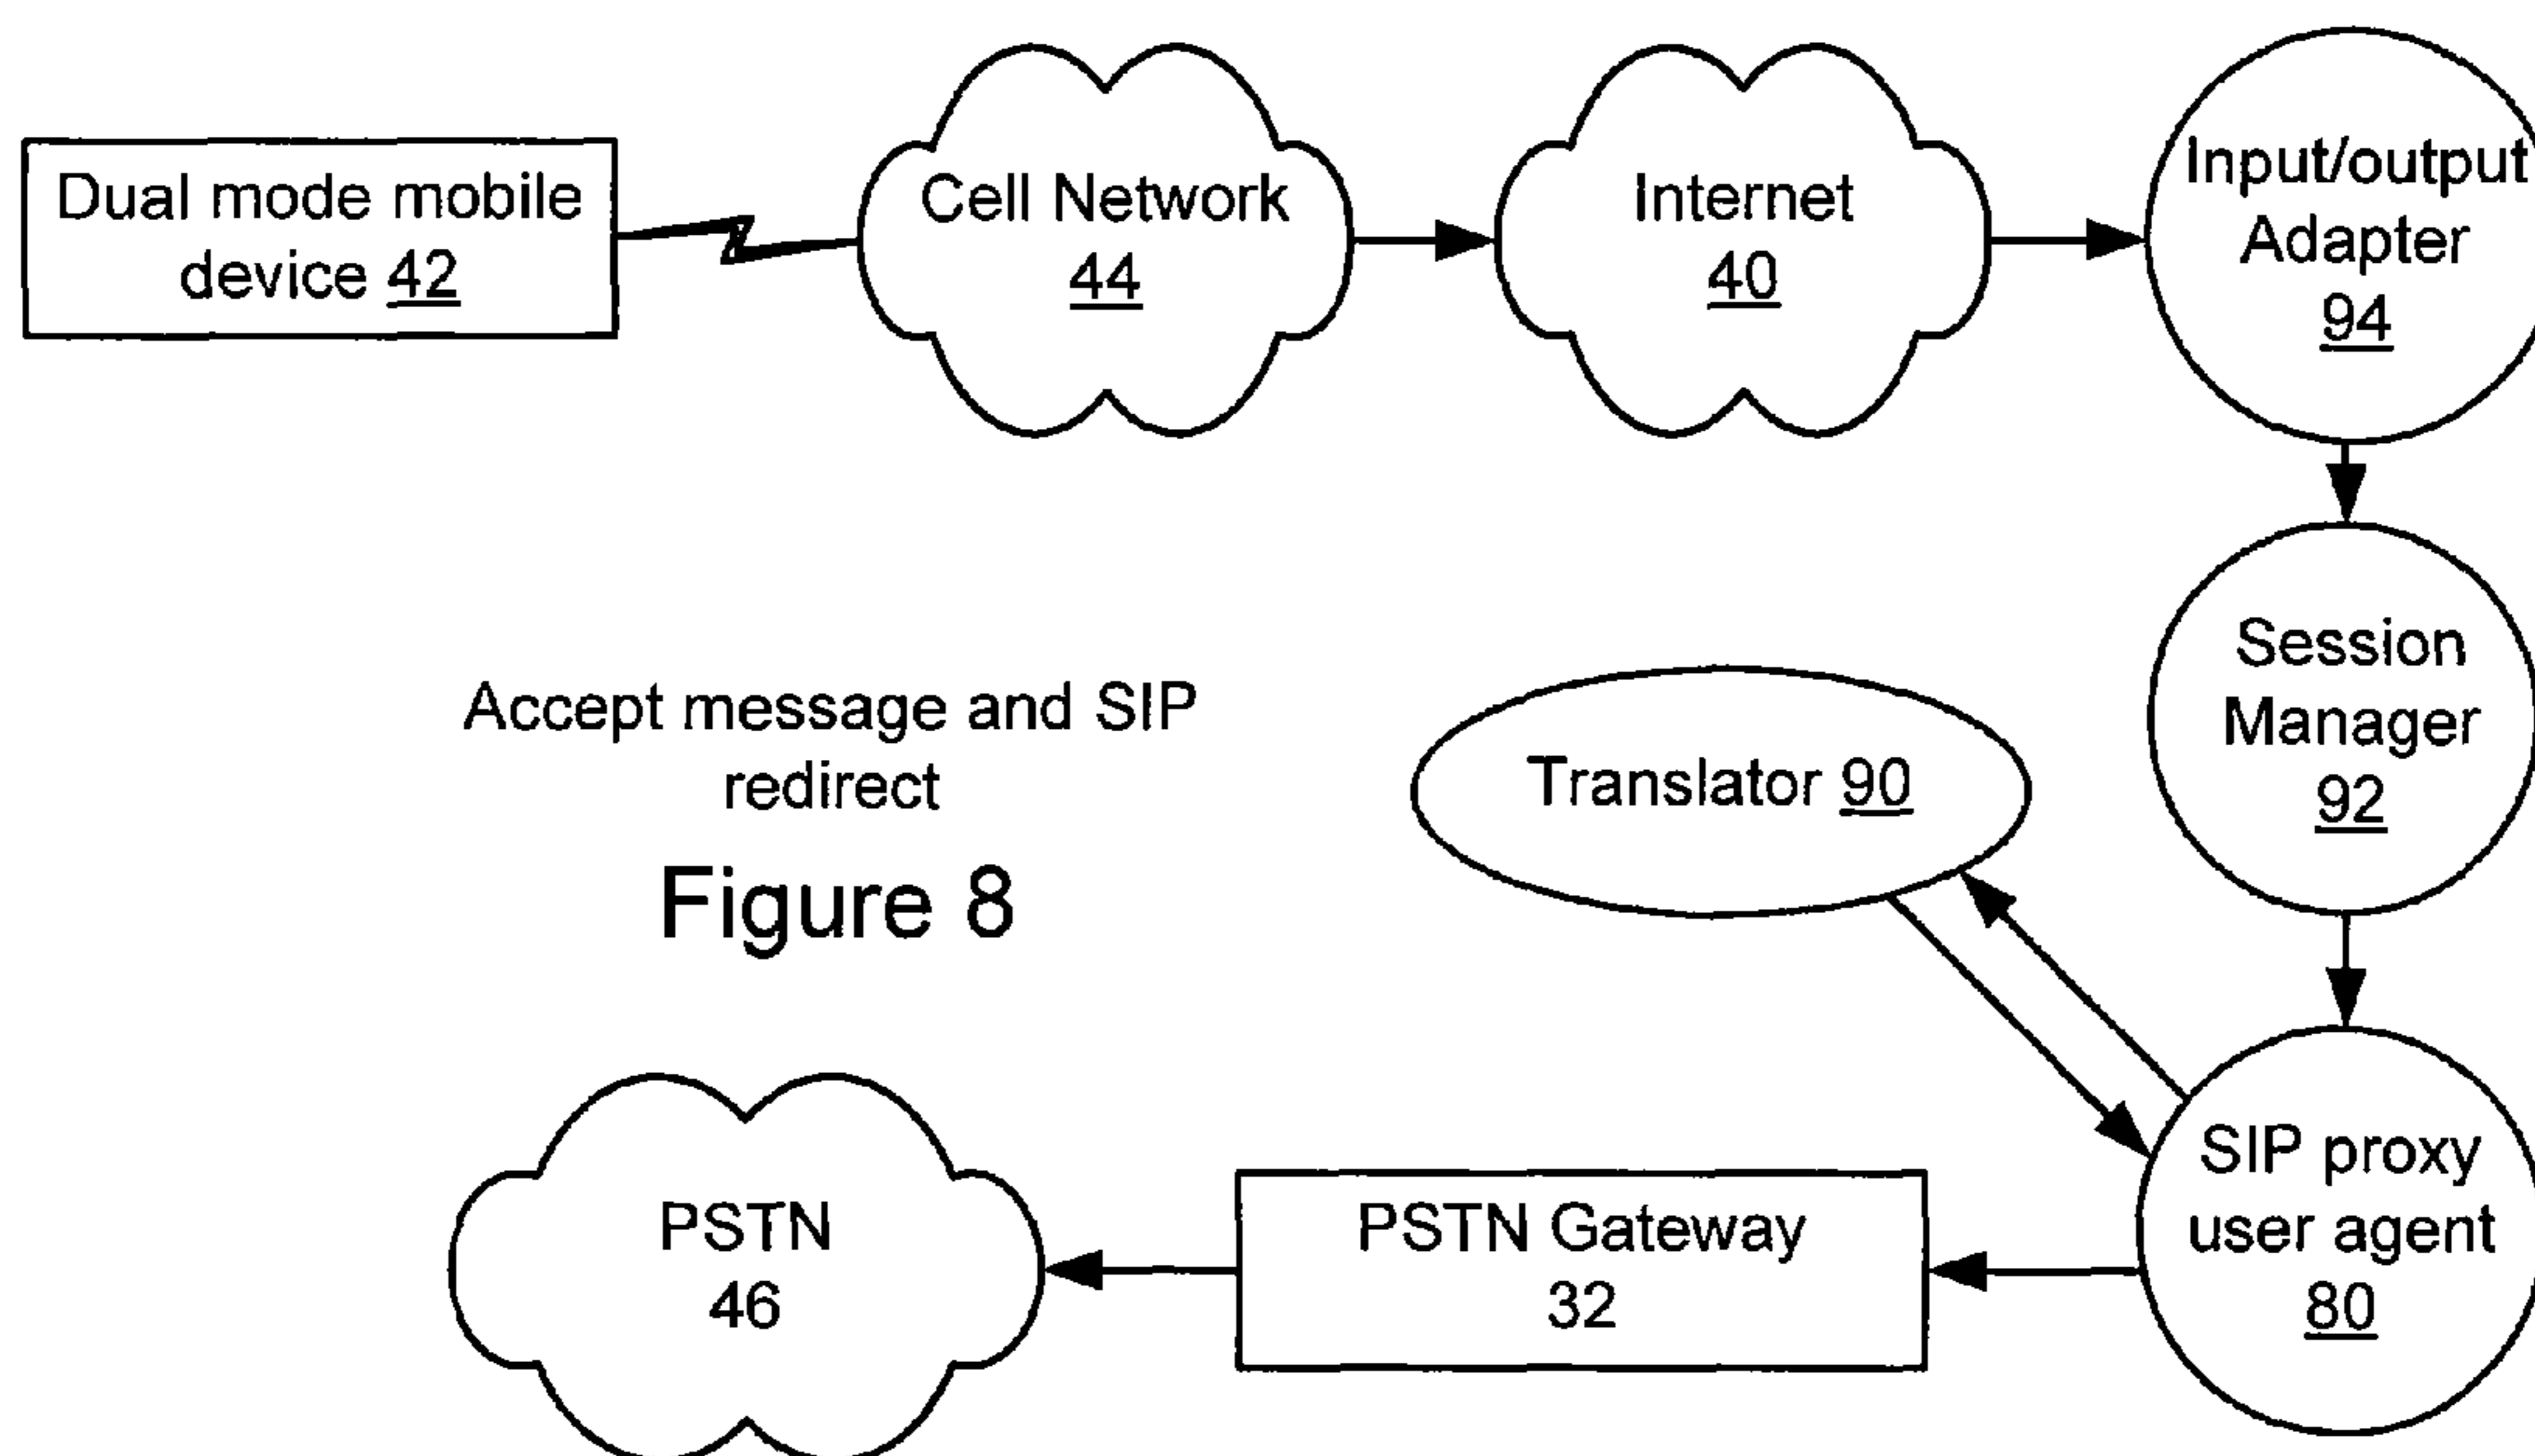 Dual mode mobile
device 42
Cell Network
44
Internet
40
Input/output
Adapter
94
Session
Manager
92
Accept message and SIP
redirect
Figure 8
Translator 90
SIP proxy
user agent
80
PSTN Gateway
32
PSTN
46